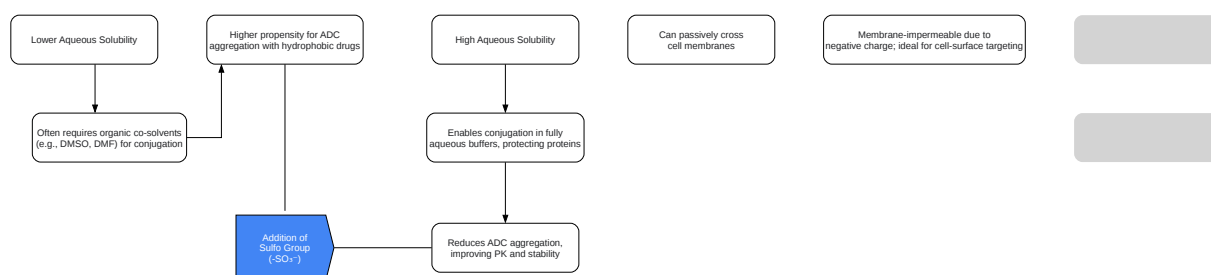 Lower Aqueous Solubility
Higher propensity for ADC
aggregation with hydrophobic drugs
High Aqueous Solubility
Can passively cross
cell membranes
Membrane-impermeable due to
negative charge; ideal for cell-surface targeting
Often requires organic co-solvents
(e.g., DMSO, DMF) for conjugation
Enables conjugation in fully
aqueous buffers, protecting proteins
Addition of
Sulfo Group
(-SO₃⁻)
Reduces ADC aggregation,
improving PK and stability